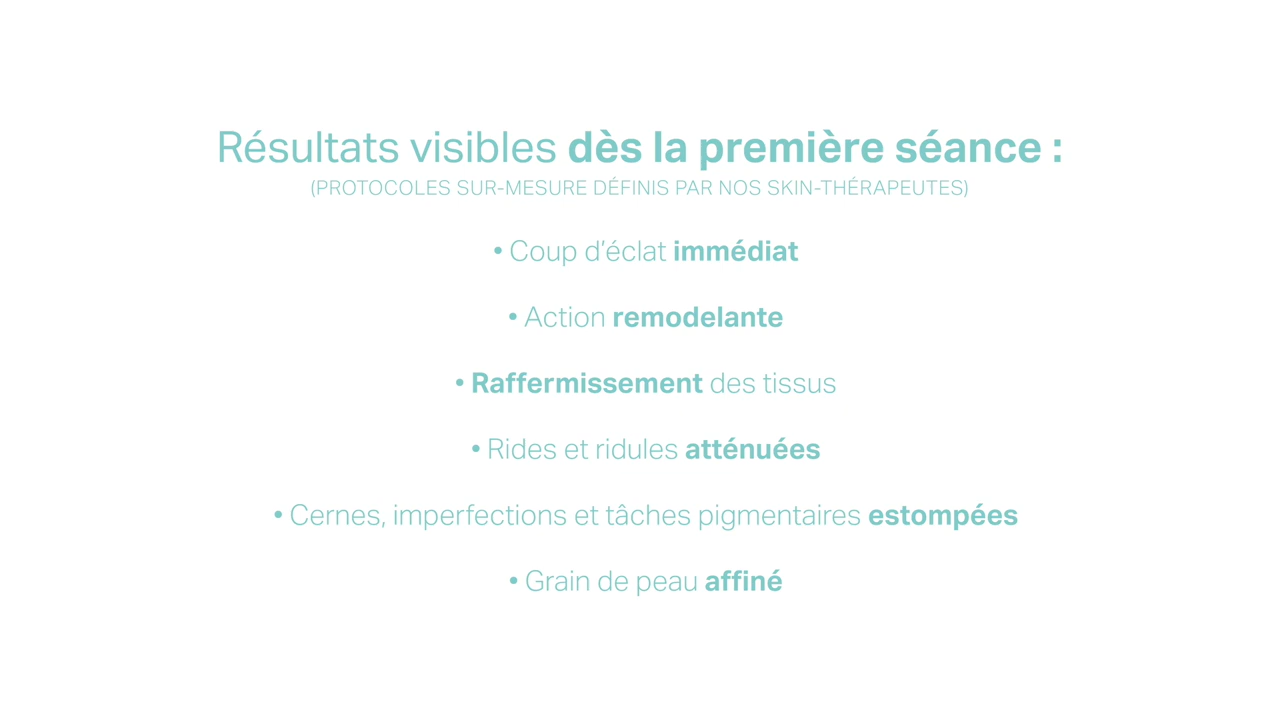 Résultats visibles dès la première séance :
(PROTOCOLES SUR-MESURE DÉFINIS PAR NOS SKIN-THÉRAPEUTES)
• Coup d'éclat immédiat
• Action remodelante
• Raffermissement des tissus
• Rides et ridules atténuées
• Cernes, imperfections et tâches pigmentaires estompées
• Grain de peau affiné